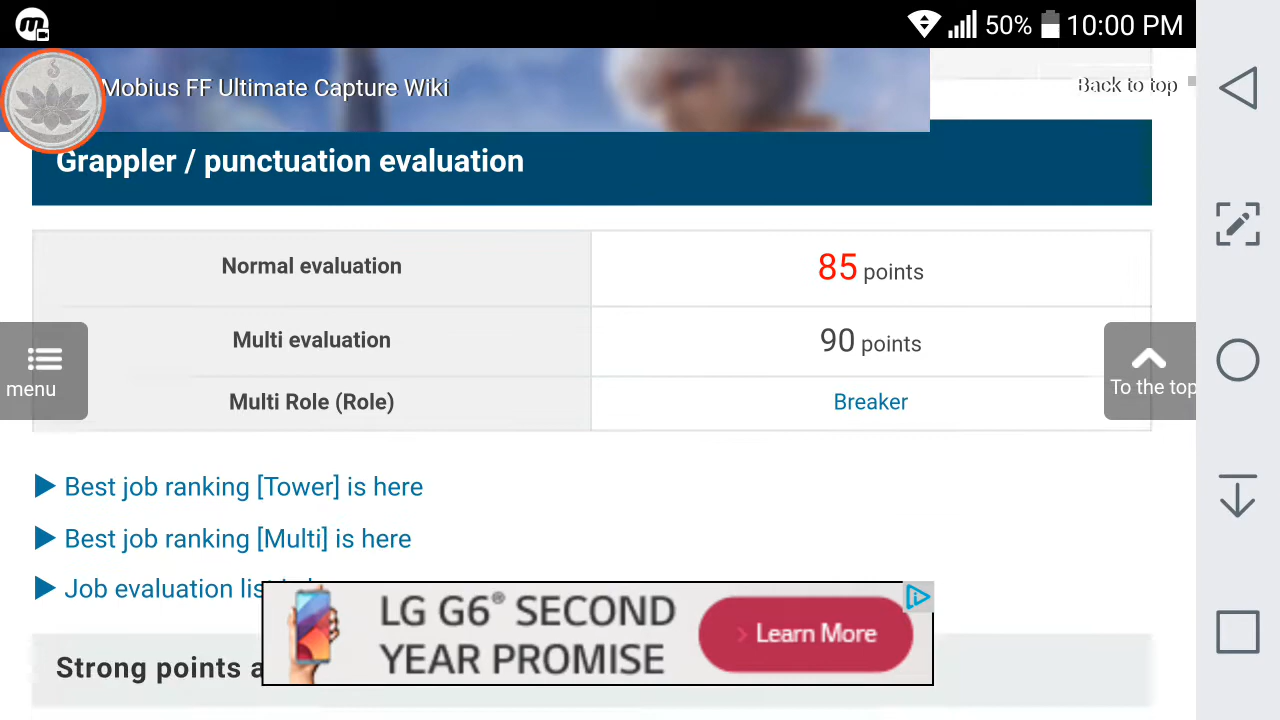 50% 10:00 PM
Mobius FF Ultimate Capture Wiki
Back to top
Grappler / punctuation evaluation
Normal evaluation
85 points
Multi evaluation
90 points
Multi Role (Role)
Breaker
menu
To the top
Best job ranking [Tower] is here
Best job ranking [Multi] is here
Job evaluation
LG G6® SECOND
YEAR PROMISE
Learn More
Strong points